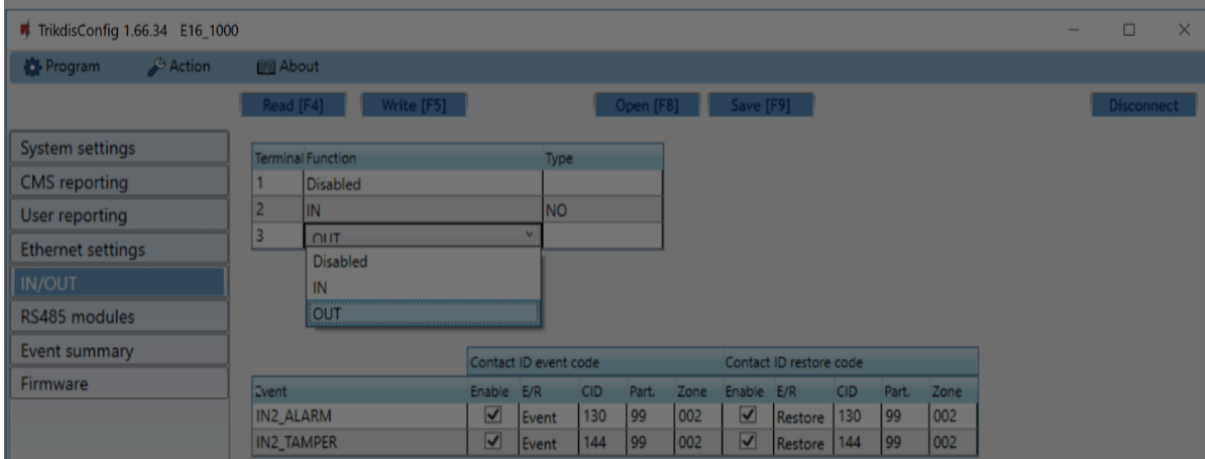 TrikdisConfig 1.66.34 E16_1000
Program Action About
Read [F4] Write [F5] Open [F8] Save [F9] Disconnect
System settings
CMS reporting
User reporting
Ethernet settings
IN/OUT
RS485 modules
Event summary
Firmware
Terminal Function Type
1 Disabled
2 IN NO
3 OUT
Disabled
IN
OUT
Contact ID event code Contact ID restore code
Event Enable E/R CID Part. Zone Enable E/R CID Part. Zone
IN2_ALARM Event 130 99 002 Restore 130 99 002
IN2_TAMPER Event 144 99 002 Restore 144 99 002